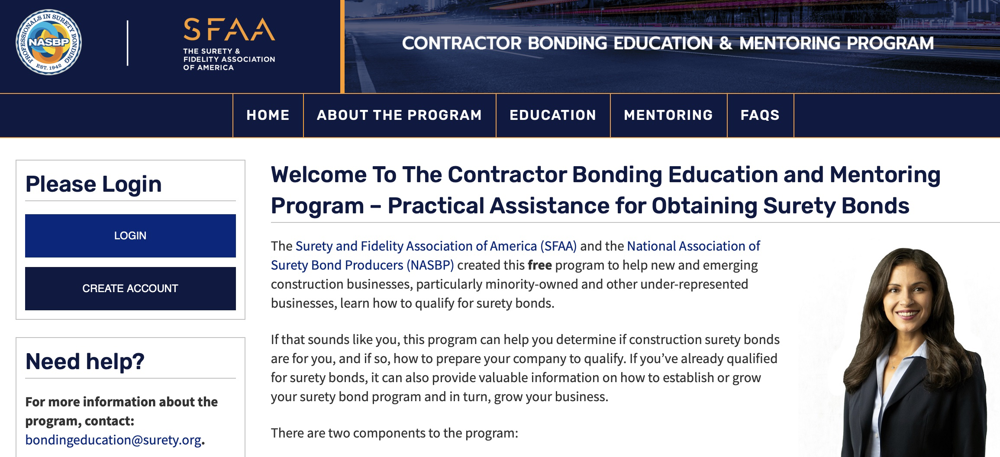 PROFESSIONALS IN SURETY BONDING
NASBP
EST. 1942
SFAA
THE SURETY &
FIDELITY ASSOCIATION
OF AMERICA
CONTRACTOR BONDING EDUCATION & MENTORING PROGRAM
HOME
ABOUT THE PROGRAM
EDUCATION
MENTORING
FAQS
Please Login
LOGIN
CREATE ACCOUNT
Need help?
For more information about the
program, contact:
bondingeducation@surety.org.
Welcome To The Contractor Bonding Education and Mentoring
Program – Practical Assistance for Obtaining Surety Bonds
The Surety and Fidelity Association of America (SFAA) and the National Association of
Surety Bond Producers (NASBP) created this free program to help new and emerging
construction businesses, particularly minority-owned and other under-represented
businesses, learn how to qualify for surety bonds.
If that sounds like you, this program can help you determine if construction surety bonds
are for you, and if so, how to prepare your company to qualify. If you’ve already qualified
for surety bonds, it can also provide valuable information on how to establish or grow
your surety bond program and in turn, grow your business.
There are two components to the program: